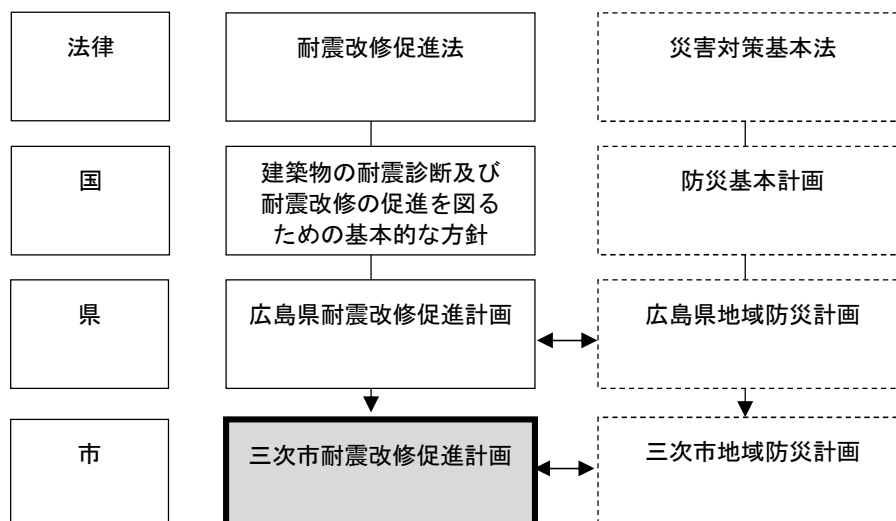 法律
耐震改修促進法
災害対策基本法
国
建築物の耐震診断及び
耐震改修の促進を図る
ための基本的な方針
防災基本計画
県
広島県耐震改修促進計画
広島県地域防災計画
市
三次市耐震改修促進計画
三次市地域防災計画